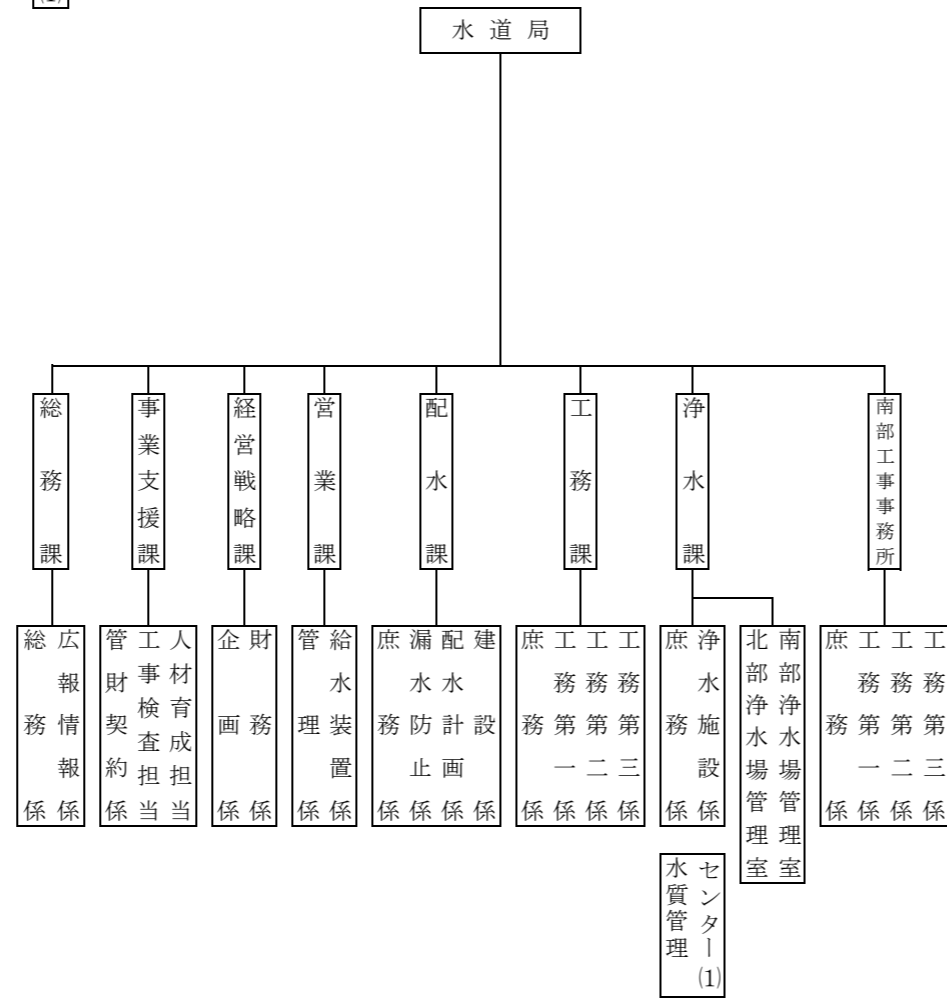 (1)
水道局
総務課
事業支援課
経営戦略課
営業課
配水課
工務課
浄水課
南部工事事務所
総務係
広報情報係
管財契約係
工事検査担当
人材育成担当
企画係
財務係
管理係
給水装置係
庶務係
漏水防止係
配水計画係
建設係
庶務係
工務第一係
工務第二係
工務第三係
庶務係
浄水施設係
北部浄水場管理室
南部浄水場管理室
庶務係
工務第一係
工務第二係
工務第三係
水質管理
センター(1)